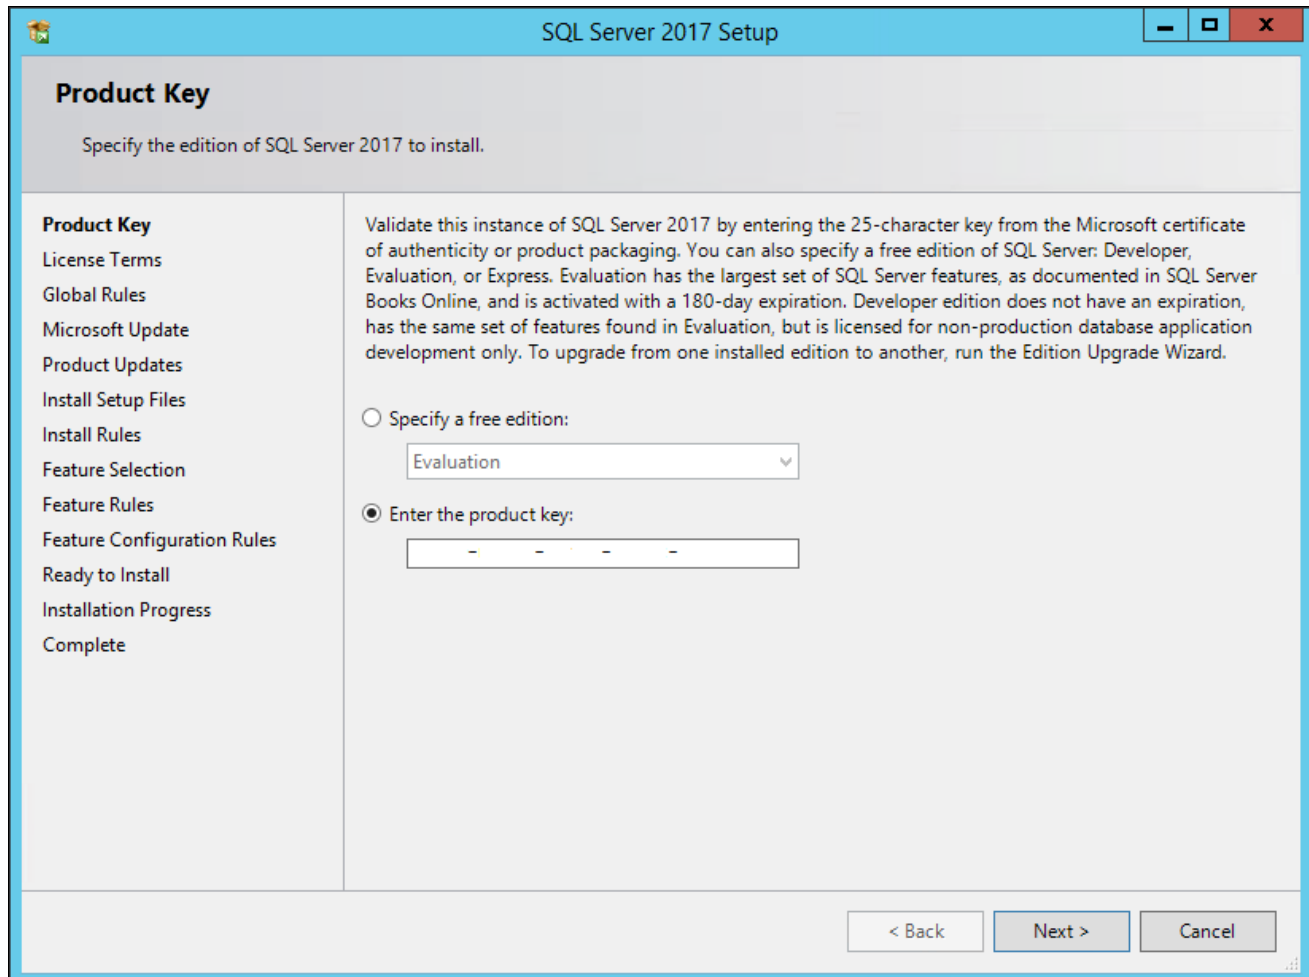 SQL Server 2017 Setup
Product Key
Specify the edition of SQL Server 2017 to install.
Product Key
License Terms
Global Rules
Microsoft Update
Product Updates
Install Setup Files
Install Rules
Feature Selection
Feature Rules
Feature Configuration Rules
Ready to Install
Installation Progress
Complete
Validate this instance of SQL Server 2017 by entering the 25-character key from the Microsoft certificate
of authenticity or product packaging. You can also specify a free edition of SQL Server: Developer,
Evaluation, or Express. Evaluation has the largest set of SQL Server features, as documented in SQL Server
Books Online, and is activated with a 180-day expiration. Developer edition does not have an expiration,
has the same set of features found in Evaluation, but is licensed for non-production database application
development only. To upgrade from one installed edition to another, run the Edition Upgrade Wizard.
Specify a free edition:
Evaluation
Enter the product key:
- - - -
< Back Next > Cancel